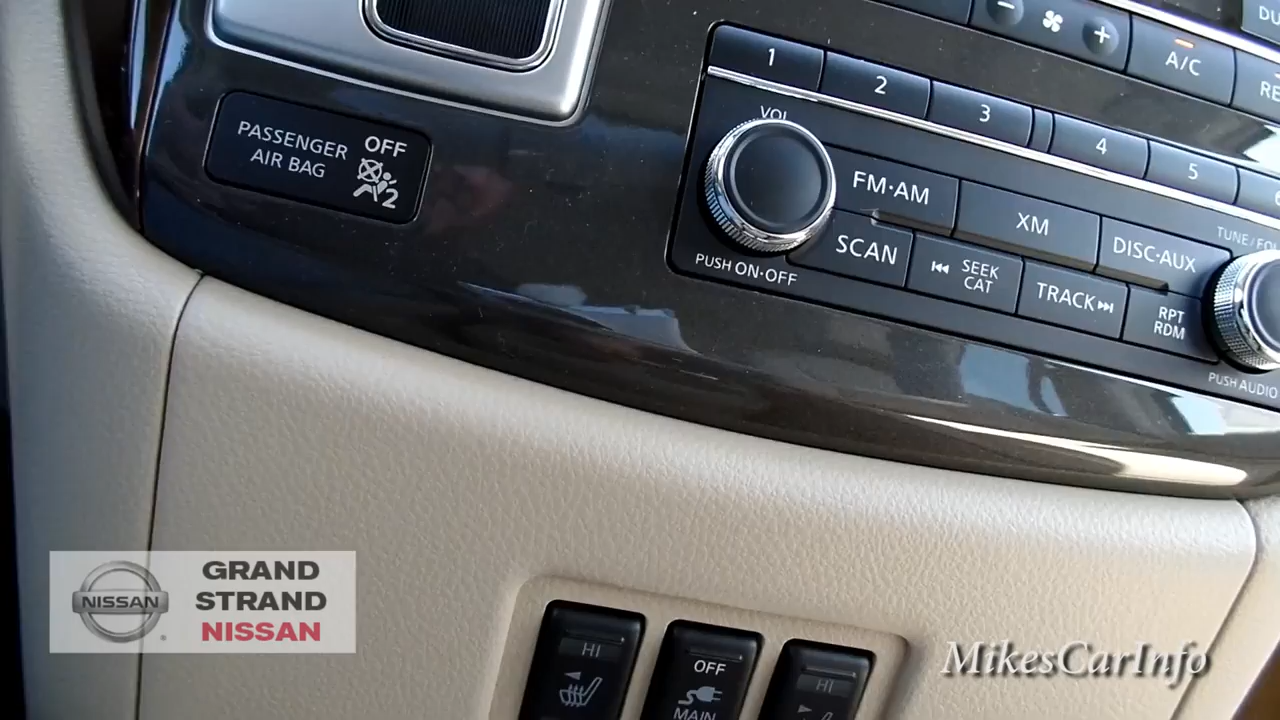 A/C
1
2
3
4
5
PASSENGER
AIR BAG
OFF
2
VOL
FM·AM
XM
DISC·AUX
SCAN
SEEK
CAT
TRACK
RPT
RDM
PUSH ON·OFF
PUSH AUDIO
HI
OFF
MAIN
HI
NISSAN
GRAND
STRAND
NISSAN
MikesCarInfo